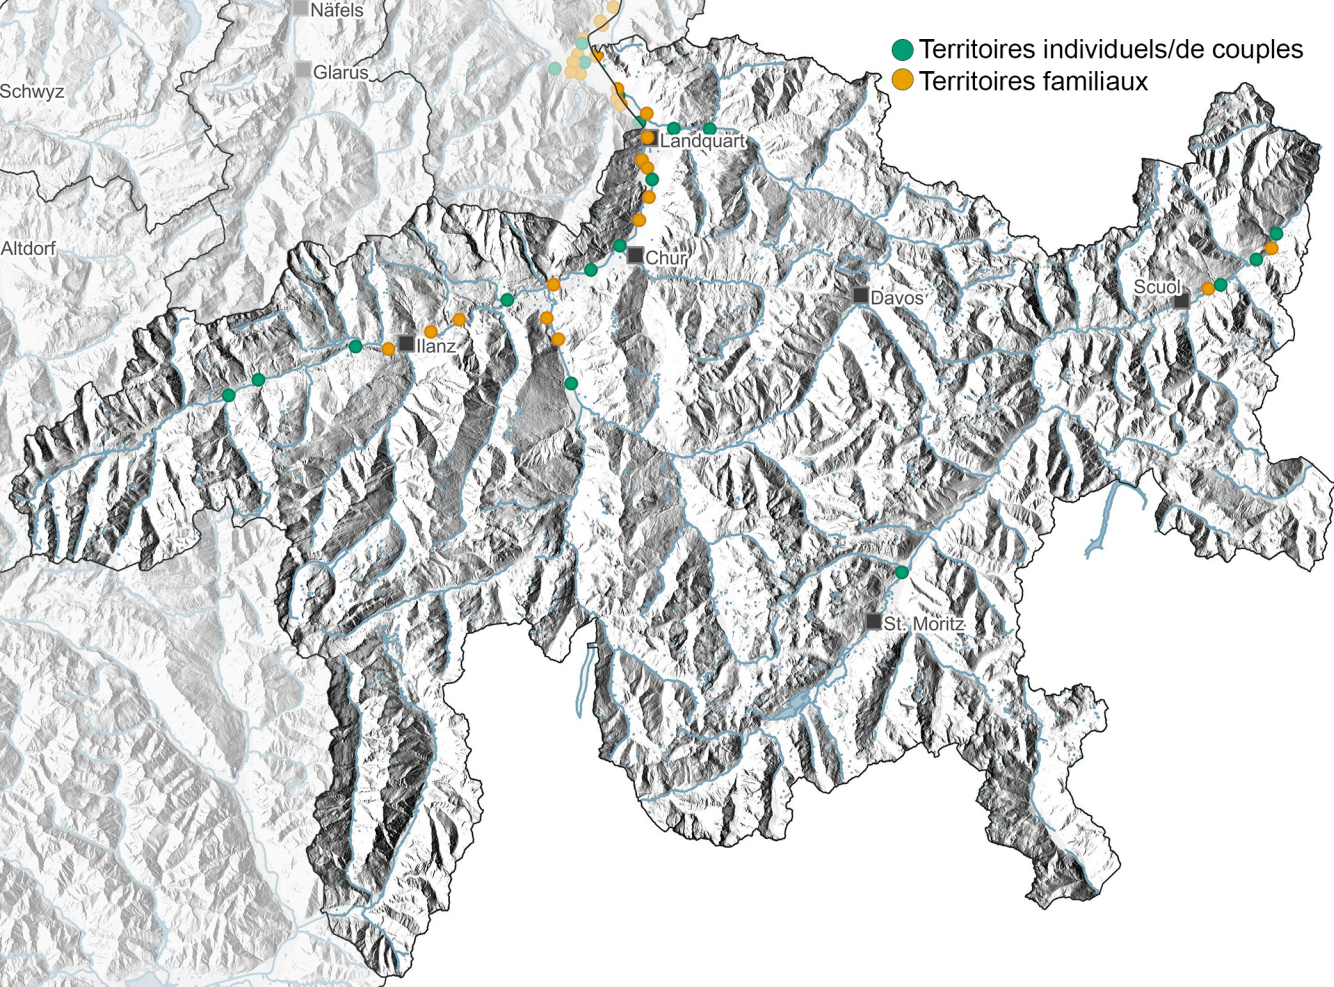 Näfels
Territoires individuels/de couples
Glarus
Territoires familiaux
Schwyz
Landquart
Altdorf
Chur
Scuol
Davos
Ilanz
St. Moritz